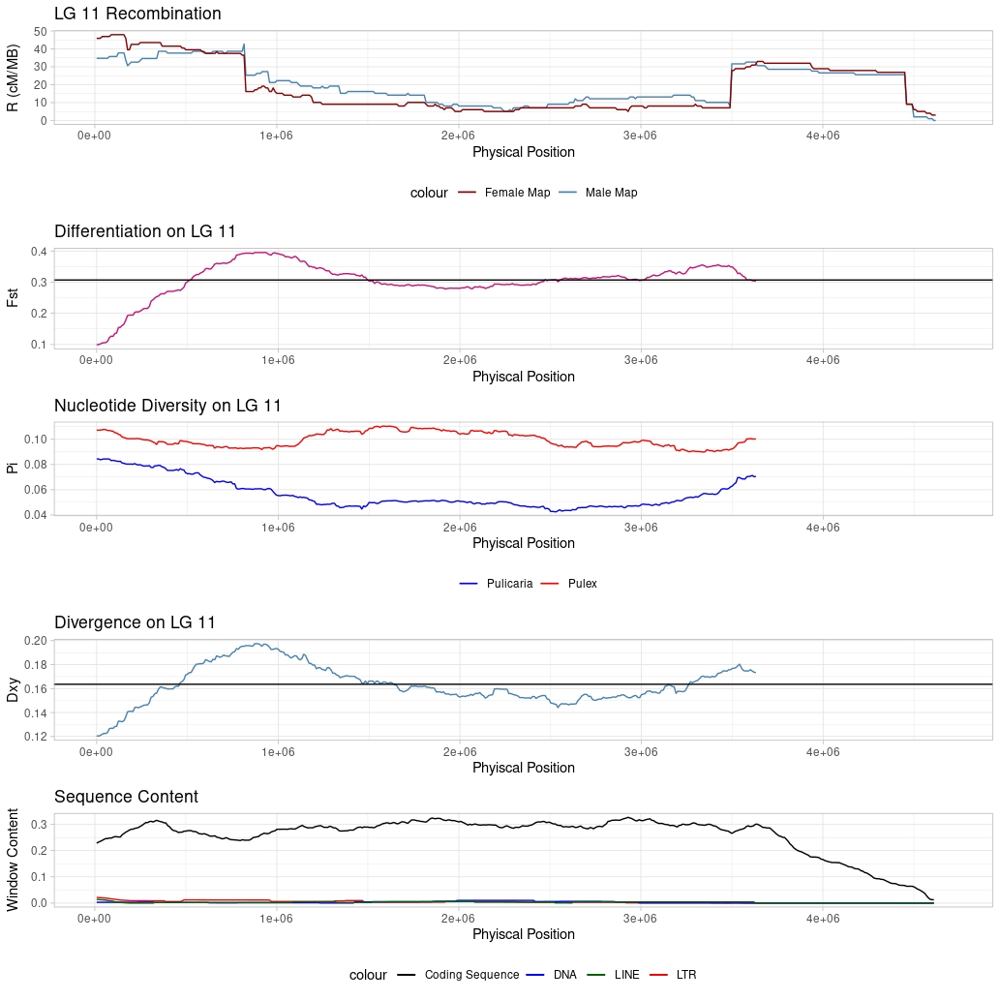 LG 11 Recombination
R (cM/MB)
50
40
30
20
10
0
0e+00 1e+06 2e+06 3e+06 4e+06
Physical Position
colour Female Map Male Map
Differentiation on LG 11
Fst
0.4
0.3
0.2
0.1
0e+00 1e+06 2e+06 3e+06 4e+06
Phyiscal Position
Nucleotide Diversity on LG 11
Pi
0.10
0.08
0.06
0.04
0e+00 1e+06 2e+06 3e+06 4e+06
Phyiscal Position
Pulicaria Pulex
Divergence on LG 11
Dxy
0.20
0.18
0.16
0.14
0.12
0e+00 1e+06 2e+06 3e+06 4e+06
Phyiscal Position
Sequence Content
Window Content
0.3
0.2
0.1
0.0
0e+00 1e+06 2e+06 3e+06 4e+06
Phyiscal Position
colour Coding Sequence DNA LINE LTR